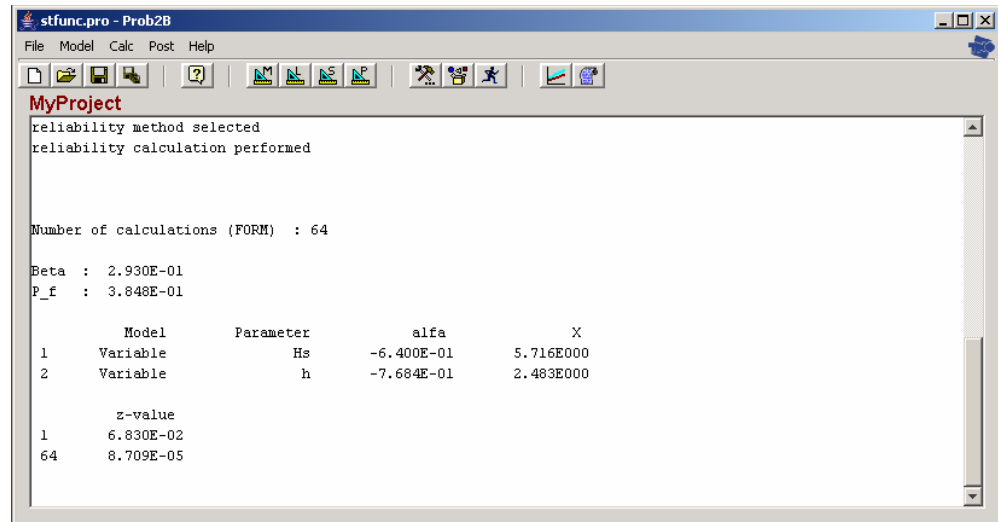 stfunc.pro - Prob2B
File Model Calc Post Help
M L S P
MyProject
reliability method selected
reliability calculation performed
Number of calculations (FORM) : 64
Beta : 2.930E-01
P_f : 3.848E-01
Model Parameter alfa X
1 Variable Hs -6.400E-01 5.716E000
2 Variable h -7.684E-01 2.483E000
z-value
1 6.830E-02
64 8.709E-05